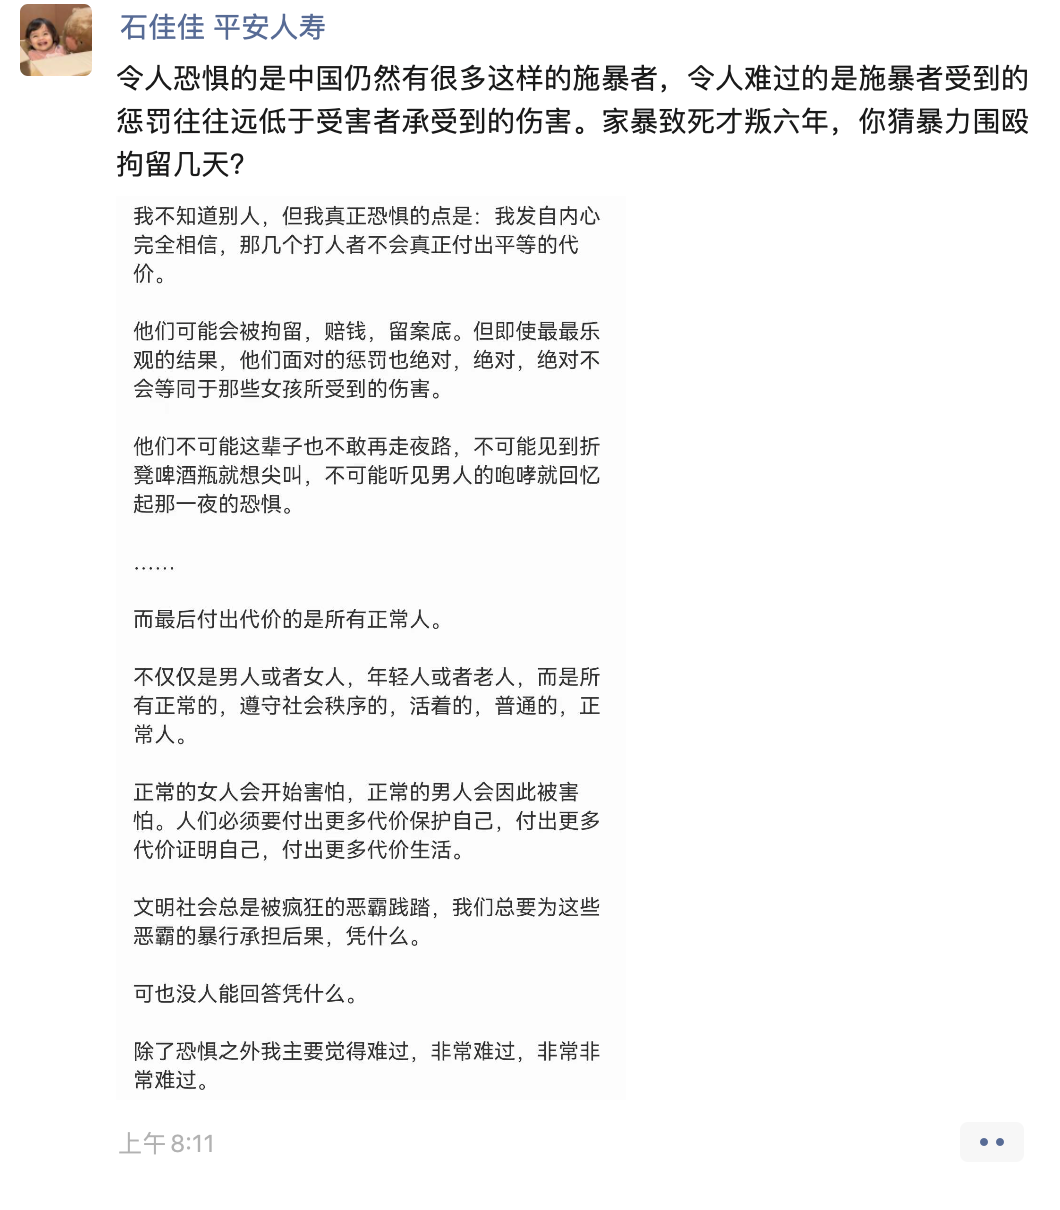 石佳佳 平安人寿
令人恐惧的是中国仍然有很多这样的施暴者，令人难过的是施暴者受到的
惩罚往往远低于受害者承受到的伤害。家暴致死才叛六年，你猜暴力围殴
拘留几天?
我不知道别人，但我真正恐惧的点是：我发自内心
完全相信，那几个打人者不会真正付出平等的代
价。
他们可能会被拘留，赔钱，留案底。但即使最最乐
观的结果，他们面对的惩罚也绝对，绝对，绝对不
会等同于那些女孩所受到的伤害。
他们不可能这辈子也不敢再走夜路，不可能见到折
凳啤酒瓶就想尖叫，不可能听见男人的咆哮就回忆
起那一夜的恐惧。
……
而最后付出代价的是所有正常人。
不仅仅是男人或者女人，年轻人或者老人，而是所
有正常的，遵守社会秩序的，活着的，普通的，正
常人。
正常的女人会开始害怕，正常的男人会因此被害
怕。人们必须要付出更多代价保护自己，付出更多
代价证明自己，付出更多代价生活。
文明社会总是被疯狂的恶霸践踏，我们总要为这些
恶霸的暴行承担后果，凭什么。
可也没人能回答凭什么。
除了恐惧之外我主要觉得难过，非常难过，非常非
常难过。
上午 8:11